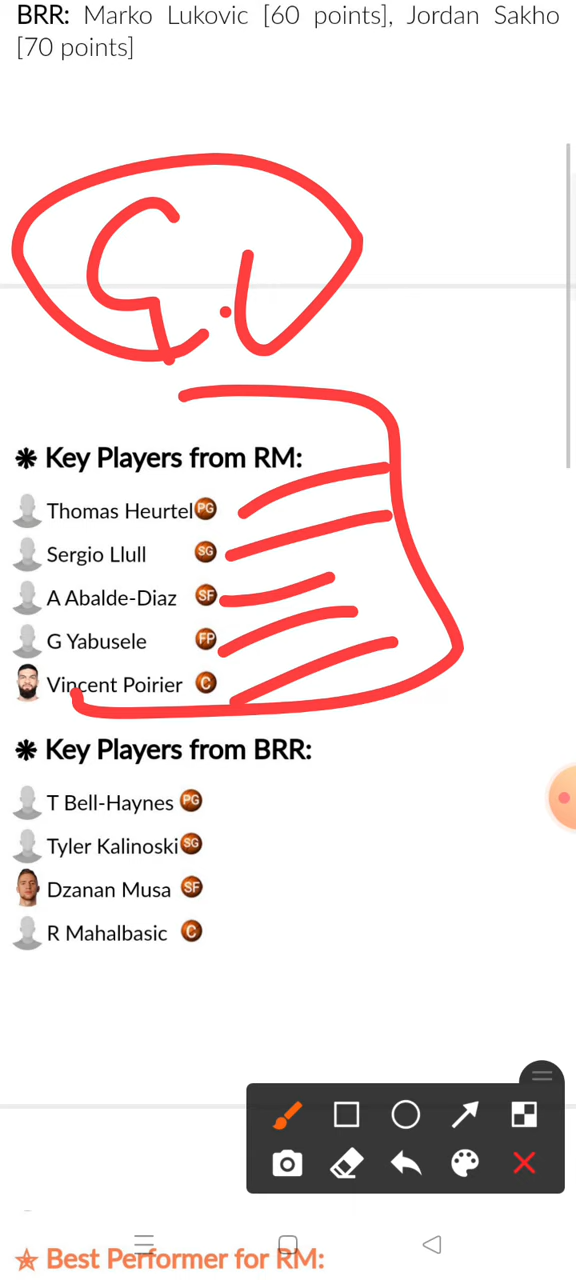 BRR: Marko Lukovic [60 points], Jordan Sakho
[70 points]
G.U
✱ Key Players from RM:
Thomas Heurtel PG
Sergio Llull SG
A Abalde-Diaz SF
G Yabusele FP
Vincent Poirier C
✱ Key Players from BRR:
T Bell-Haynes PG
Tyler Kalinoski SG
Dzanan Musa SF
R Mahalbasic C
Best Performer for RM: